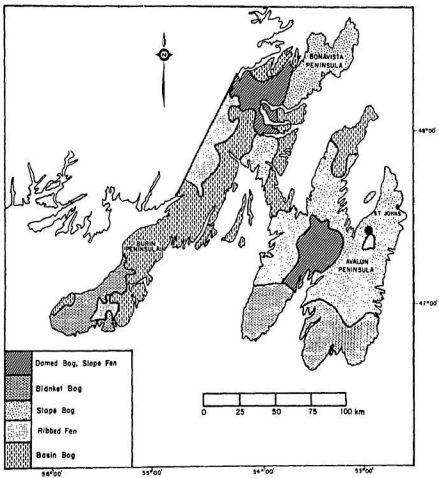 BONAVISTA
PENINSULA
48°00'
ST JOHNS
BURIN
PENINSULA
AVALUN
PENINSULA
47°00'
Domed Bog, Slope Fen
Blanket Bog
Slope Bog
Ribbed Fen
Basin Bog
0 25 50 75 100 km
56°00' 55°00' 54°00' 53°00'